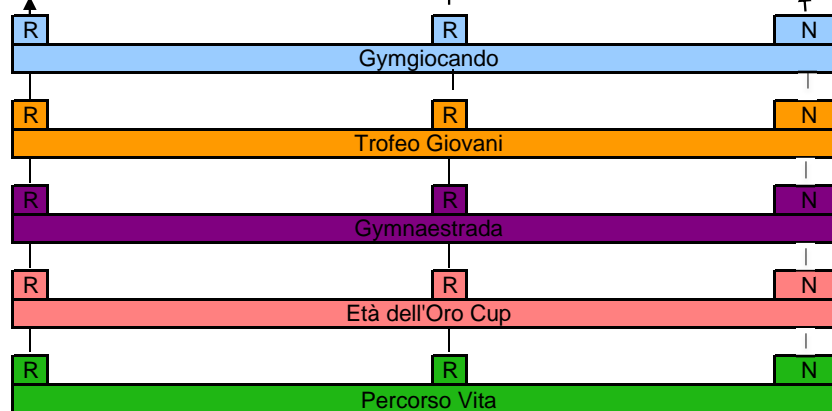 R R N
Gymgiocando
R R N
Trofeo Giovani
R R N
Gymnaestrada
R R N
Età dell'Oro Cup
R R N
Percorso Vita